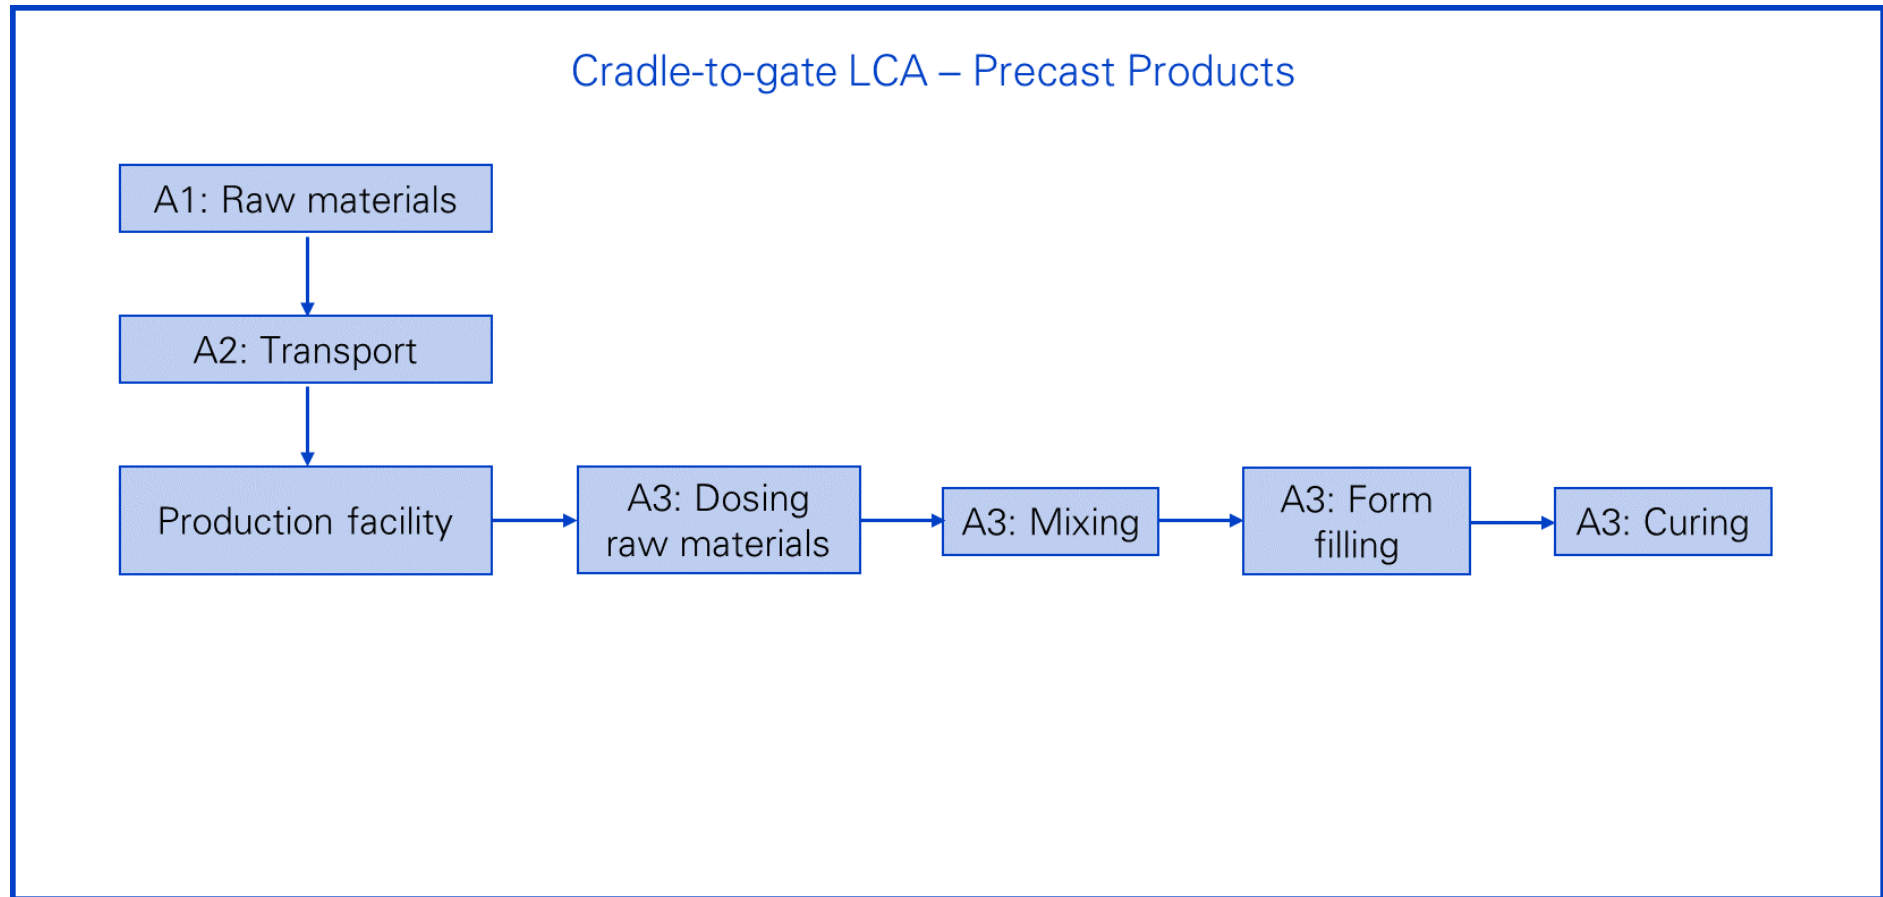 Cradle-to-gate LCA – Precast Products
A1: Raw materials
A2: Transport
Production facility
A3: Dosing
raw materials
A3: Mixing
A3: Form
filling
A3: Curing